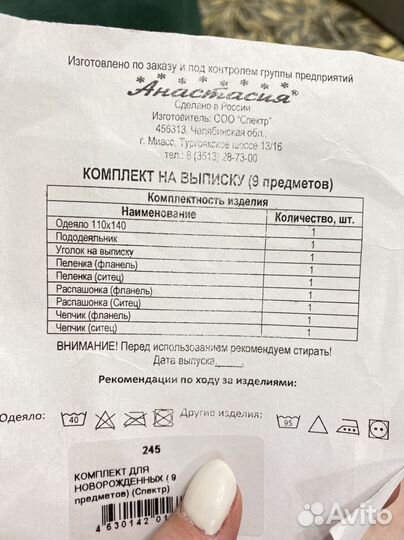 Изготовлено по заказу и под контролем группы предприятий
Анастасия®
Сделано в России
Изготовитель: ООО "Спектр"
456313, Челябинская обл.,
г. Миасс, Тургоякское шоссе 13/16
тел.: 8 (3513) 28-73-00
КОМПЛЕКТ НА ВЫПИСКУ (9 предметов)
Комплектность изделия
Наименование Количество, шт.
Одеяло 110х140 1
Пододеяльник 1
Уголок на выписку 1
Пеленка (фланель) 1
Пеленка (ситец) 1
Распашонка (фланель) 1
Распашонка (Ситец) 1
Чепчик (фланель) 1
Чепчик (ситец) 1
ВНИМАНИЕ! Перед использованием рекомендуем стирать!
Дата выпуска
Рекомендации по ходу за изделиями:
Одеяло: 40 Другие изделия: 95
245
КОМПЛЕКТ ДЛЯ
НОВОРОЖДЕННЫХ ( 9
предметов) (Спектр)
4 630142 01
Avito